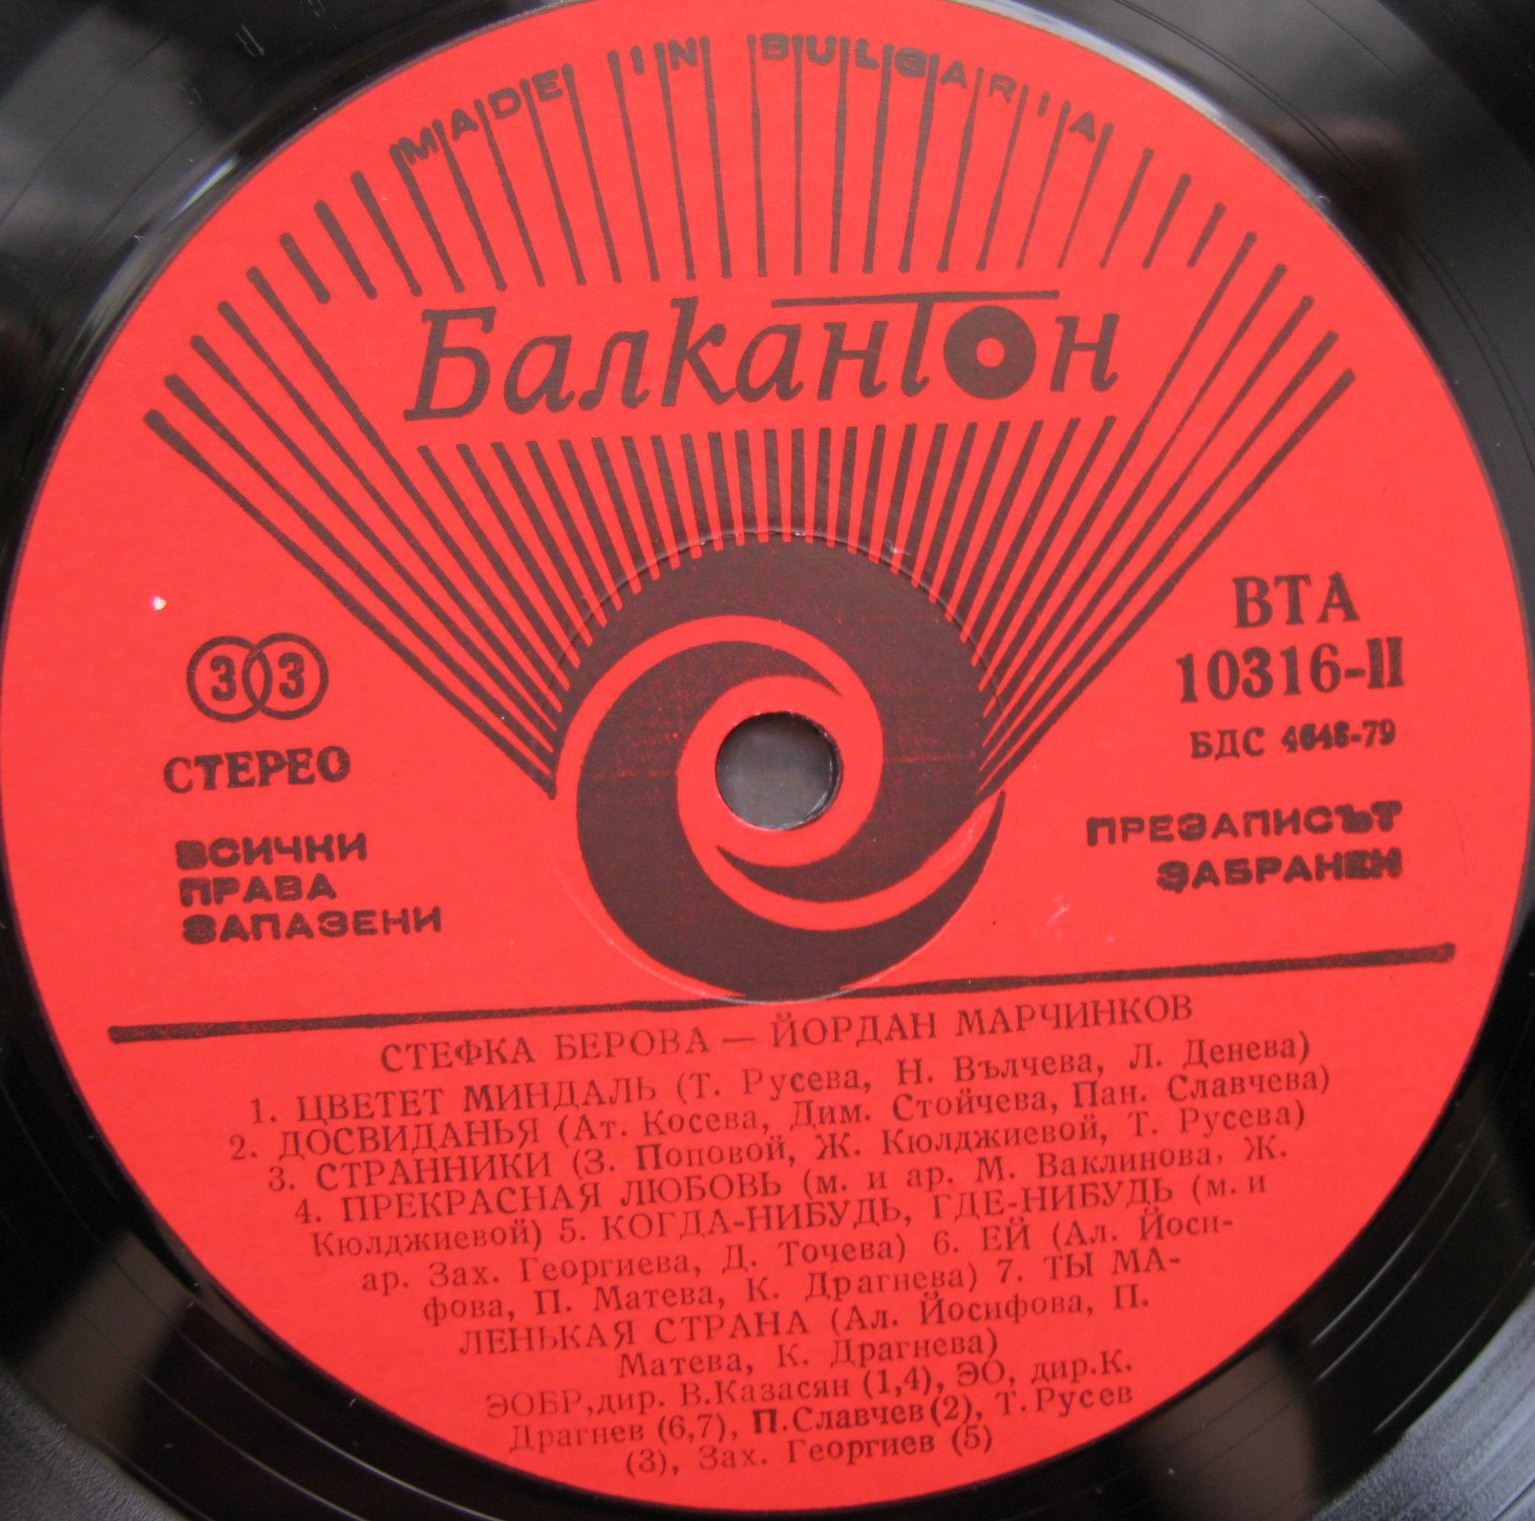 MADE IN BULGARIA
Балкантон
33
СТЕРЕО
ВСИЧКИ
ПРАВА
ЗАПАЗЕНИ
ВТА
10316-II
БДС 4648-79
ПРЕЗАПИСЪТ
ЗАБРАНЕН
СТЕФКА БЕРОВА — ЙОРДАН МАРЧИНКОВ
1. ЦВЕТЕТ МИНДАЛЬ (Т. Русева, Н. Вълчева, Л. Денева)
2. ДОСВИДАНЬЯ (Ат. Косева, Дим. Стойчева, Пан. Славчева)
3. СТРАННИКИ (З. Поповой, Ж. Кюлджиевой, Т. Русева)
4. ПРЕКРАСНАЯ ЛЮБОВЬ (м. и ар. М. Ваклинова, Ж.
Кюлджиевой) 5. КОГДА-НИБУДЬ, ГДЕ-НИБУДЬ (м. и
ар. Зах. Георгиева, Д. Точева) 6. ЕЙ (Ал. Йоси-
фова, П. Матева, К. Драгнева) 7. ТЫ МА-
ЛЕНЬКАЯ СТРАНА (Ал. Йосифова, П.
Матева, К. Драгнева)
ЭОБР, дир. В.Казасян (1,4), ЭО, дир.К.
Драгнев (6,7), П.Славчев (2), Т.Русев
(3), Зах. Георгиев (5)